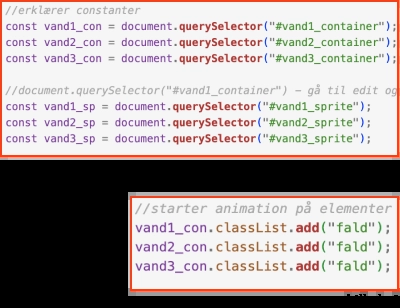 //erklærer constanter
const vand1_con = document.querySelector("#vand1_container");
const vand2_con = document.querySelector("#vand2_container");
const vand3_con = document.querySelector("#vand3_container");
//document.querySelector("#vand1_container") – gå til edit og
const vand1_sp = document.querySelector("#vand1_sprite");
const vand2_sp = document.querySelector("#vand2_sprite");
const vand3_sp = document.querySelector("#vand3_sprite");
//starter animation på elementer
vand1_con.classList.add("fald");
vand2_con.classList.add("fald");
vand3_con.classList.add("fald");